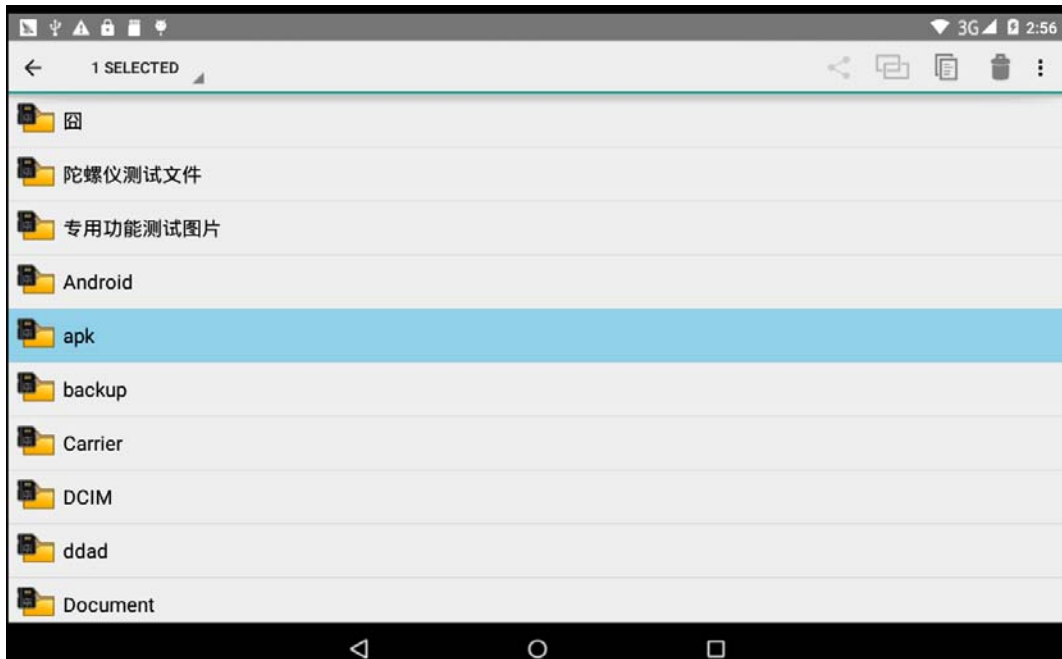 3G 2:56
1 SELECTED
囧
陀螺仪测试文件
专用功能测试图片
Android
apk
backup
Carrier
DCIM
ddad
Document